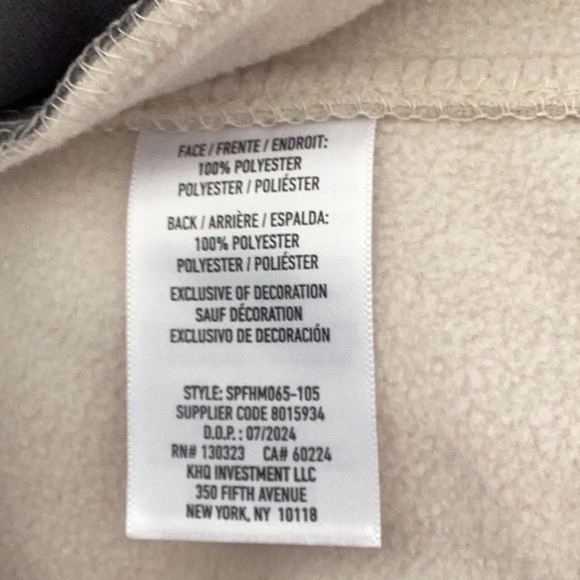 FACE / FRENTE / ENDROIT:
100% POLYESTER
POLYESTER / POLIÉSTER
BACK / ARRIÈRE / ESPALDA:
100% POLYESTER
POLYESTER / POLIÉSTER
EXCLUSIVE OF DECORATION
SAUF DÉCORATION
EXCLUSIVO DE DECORACIÓN
STYLE: SPFHM065-105
SUPPLIER CODE 8015934
D.O.P.: 07/2024
RN# 130323 CA# 60224
KHQ INVESTMENT LLC
350 FIFTH AVENUE
NEW YORK, NY 10118